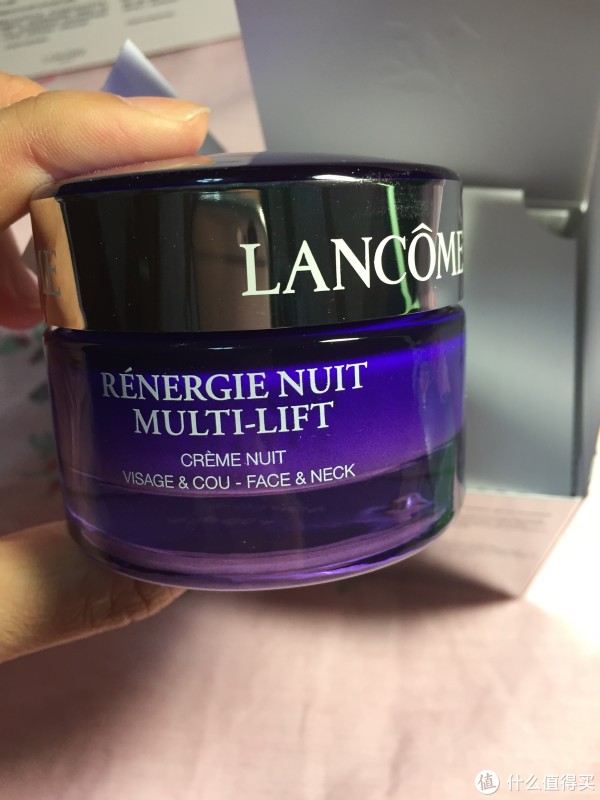 LANCÔME
RÉNERGIE NUIT
MULTI-LIFT
CRÈME NUIT
VISAGE & COU - FACE & NECK
值 什么值得买